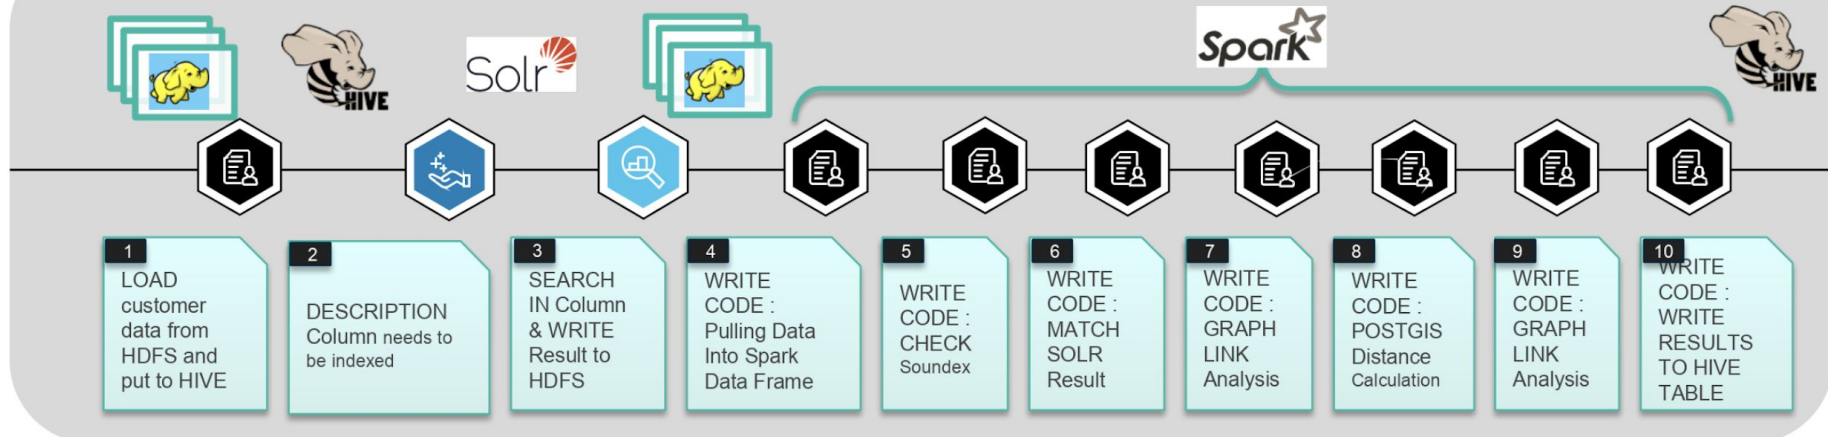 HIVE
Solr
Spark
HIVE
1
LOAD
customer
data from
HDFS and
put to HIVE
2
DESCRIPTION
Column needs to
be indexed
3
SEARCH
IN Column
& WRITE
Result to
HDFS
4
WRITE
CODE :
Pulling Data
Into Spark
Data Frame
5
WRITE
CODE :
CHECK
Soundex
6
WRITE
CODE :
MATCH
SOLR
Result
7
WRITE
CODE :
GRAPH
LINK
Analysis
8
WRITE
CODE :
POSTGIS
Distance
Calculation
9
WRITE
CODE :
GRAPH
LINK
Analysis
10
WRITE
CODE :
WRITE
RESULTS
TO HIVE
TABLE